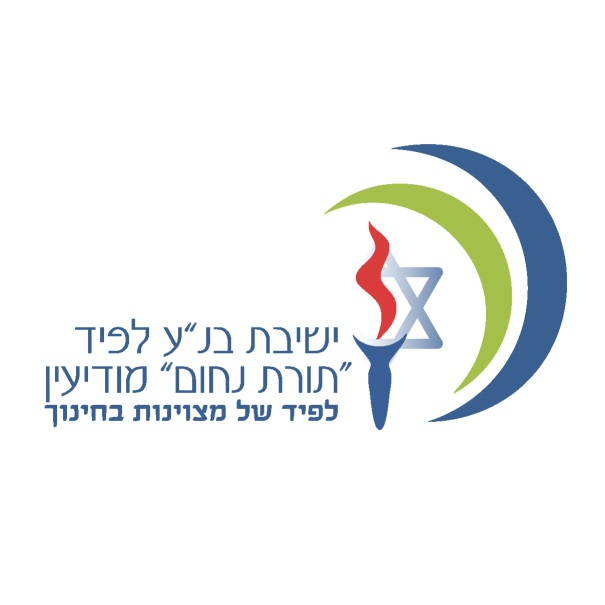 ישיבת בנ"ע לפיד
"תורת נחום" מודיעין
לפיד של מצוינות בחינוך